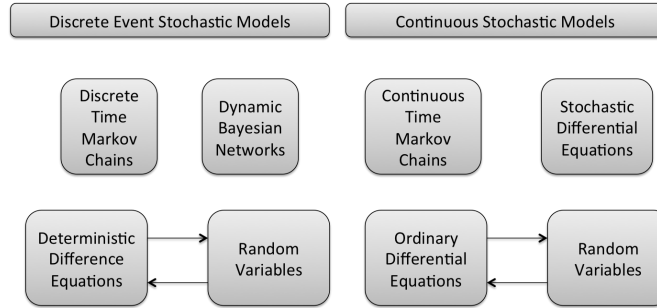 Discrete Event Stochastic Models
Continuous Stochastic Models
Discrete
Time
Markov
Chains
Dynamic
Bayesian
Networks
Continuous
Time
Markov
Chains
Stochastic
Differential
Equations
Deterministic
Difference
Equations
Random
Variables
Ordinary
Differential
Equations
Random
Variables